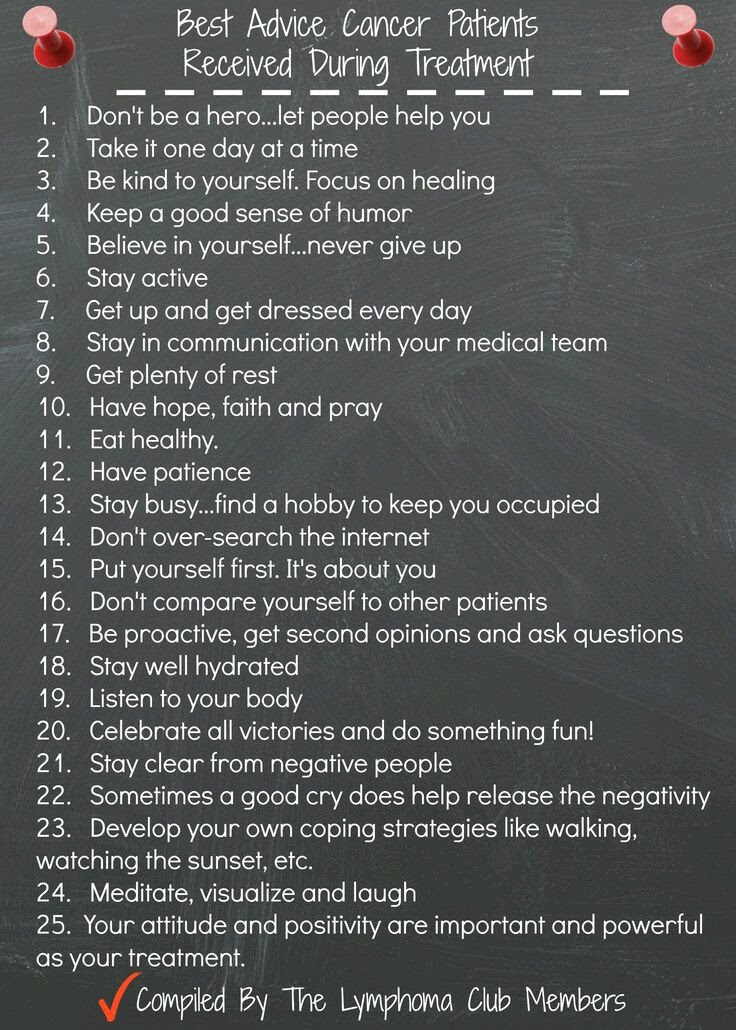 Best Advice Cancer Patients
Received During Treatment
1. Don't be a hero...let people help you
2. Take it one day at a time
3. Be kind to yourself. Focus on healing
4. Keep a good sense of humor
5. Believe in yourself...never give up
6. Stay active
7. Get up and get dressed every day
8. Stay in communication with your medical team
9. Get plenty of rest
10. Have hope, faith and pray
11. Eat healthy.
12. Have patience
13. Stay busy...find a hobby to keep you occupied
14. Don't over-search the internet
15. Put yourself first. It's about you
16. Don't compare yourself to other patients
17. Be proactive, get second opinions and ask questions
18. Stay well hydrated
19. Listen to your body
20. Celebrate all victories and do something fun!
21. Stay clear from negative people
22. Sometimes a good cry does help release the negativity
23. Develop your own coping strategies like walking,
watching the sunset, etc.
24. Meditate, visualize and laugh
25. Your attitude and positivity are important and powerful
as your treatment.
Compiled By The Lymphoma Club Members